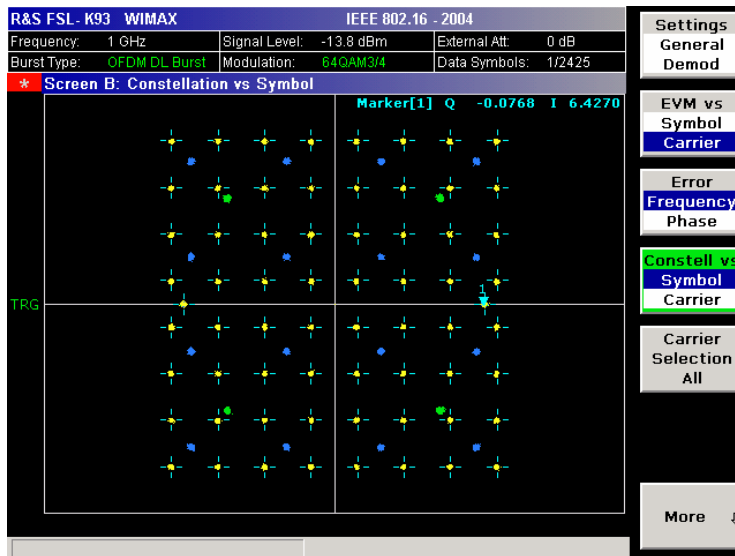 R&S FSL- K93 WIMAX IEEE 802.16 - 2004
Frequency: 1 GHz Signal Level: -13.8 dBm External Att: 0 dB
Burst Type: OFDM DL Burst Modulation: 64QAM3/4 Data Symbols: 1/2425
* Screen B: Constellation vs Symbol
Marker[1] Q -0.0768 I 6.4270
1
TRG
Settings
General
Demod
EVM vs
Symbol
Carrier
Error
Frequency
Phase
Constell vs
Symbol
Carrier
Carrier
Selection
All
More